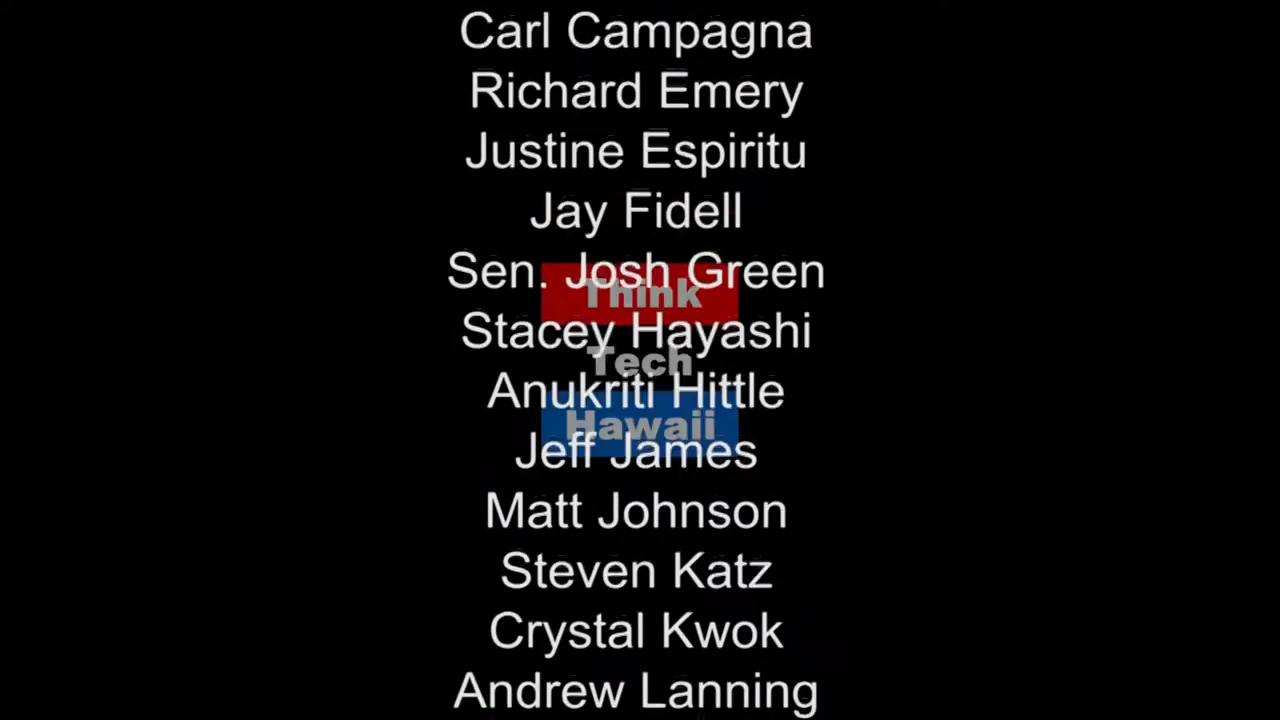 Carl Campagna
Richard Emery
Justine Espiritu
Jay Fidell
Sen. Josh Green
Think
Stacey Hayashi
Tech
Anukriti Hittle
Hawaii
Jeff James
Matt Johnson
Steven Katz
Crystal Kwok
Andrew Lanning